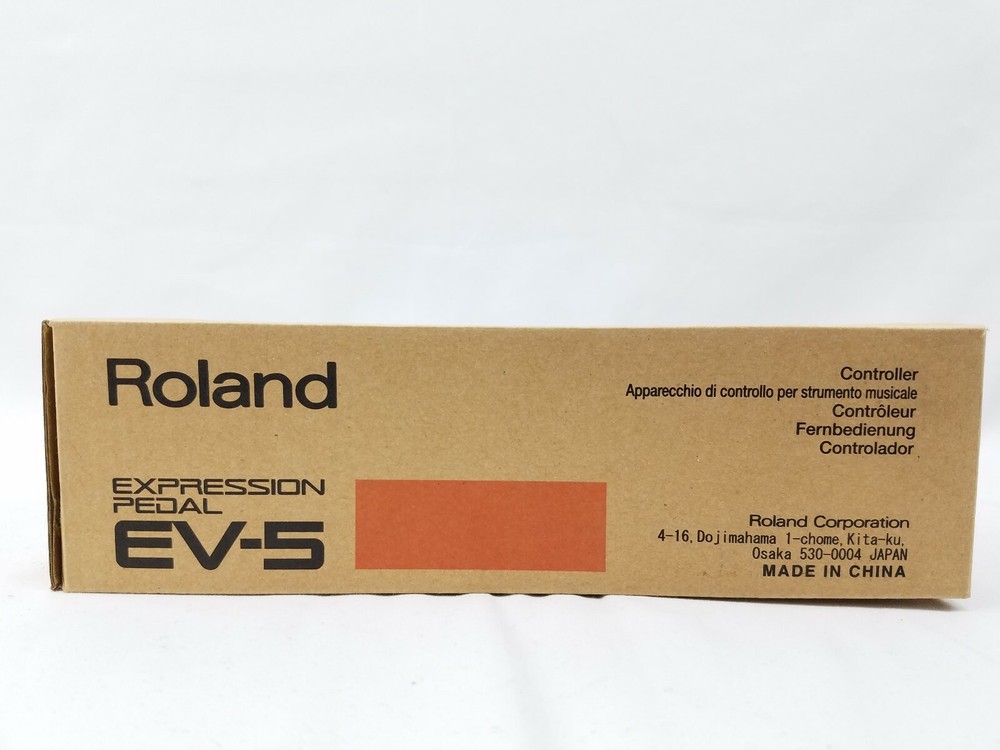 Roland
EXPRESSION
PEDAL
EV-5
Controller
Apparecchio di controllo per strumento musicale
Contrôleur
Fernbedienung
Controlador
Roland Corporation
4-16, Dojimahama 1-chome, Kita-ku,
Osaka 530-0004 JAPAN
MADE IN CHINA